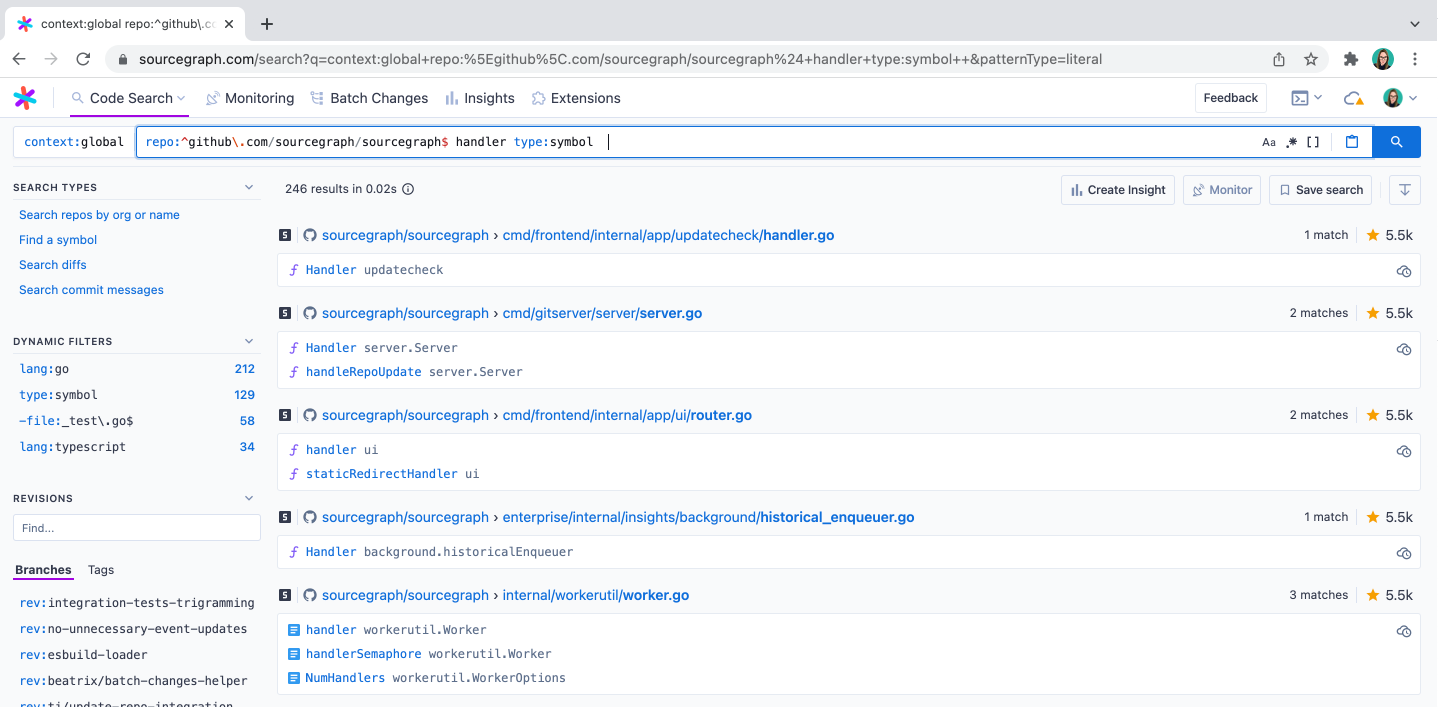 context:global repo:^github\.co
sourcegraph.com/search?q=context:global+repo:%5Egithub%5C.com/sourcegraph/sourcegraph%24+handler+type:symbol++&patternType=literal
Code Search Monitoring Batch Changes Insights Extensions Feedback
context:global repo:^github\.com/sourcegraph/sourcegraph$ handler type:symbol Aa .* []
SEARCH TYPES
Search repos by org or name
Find a symbol
Search diffs
Search commit messages
DYNAMIC FILTERS
lang:go 212
type:symbol 129
-file:_test\.go$ 58
lang:typescript 34
REVISIONS
Find...
Branches Tags
rev:integration-tests-trigramming
rev:no-unnecessary-event-updates
rev:esbuild-loader
rev:beatrix/batch-changes-helper
rev:ti/update-repo-integration
246 results in 0.02s Create Insight Monitor Save search
S sourcegraph/sourcegraph › cmd/frontend/internal/app/updatecheck/handler.go 1 match 5.5k
Handler updatecheck
S sourcegraph/sourcegraph › cmd/gitserver/server/server.go 2 matches 5.5k
Handler server.Server
handleRepoUpdate server.Server
S sourcegraph/sourcegraph › cmd/frontend/internal/app/ui/router.go 2 matches 5.5k
handler ui
staticRedirectHandler ui
S sourcegraph/sourcegraph › enterprise/internal/insights/background/historical_enqueuer.go 1 match 5.5k
Handler background.historicalEnqueuer
S sourcegraph/sourcegraph › internal/workerutil/worker.go 3 matches 5.5k
handler workerutil.Worker
handlerSemaphore workerutil.Worker
NumHandlers workerutil.WorkerOptions